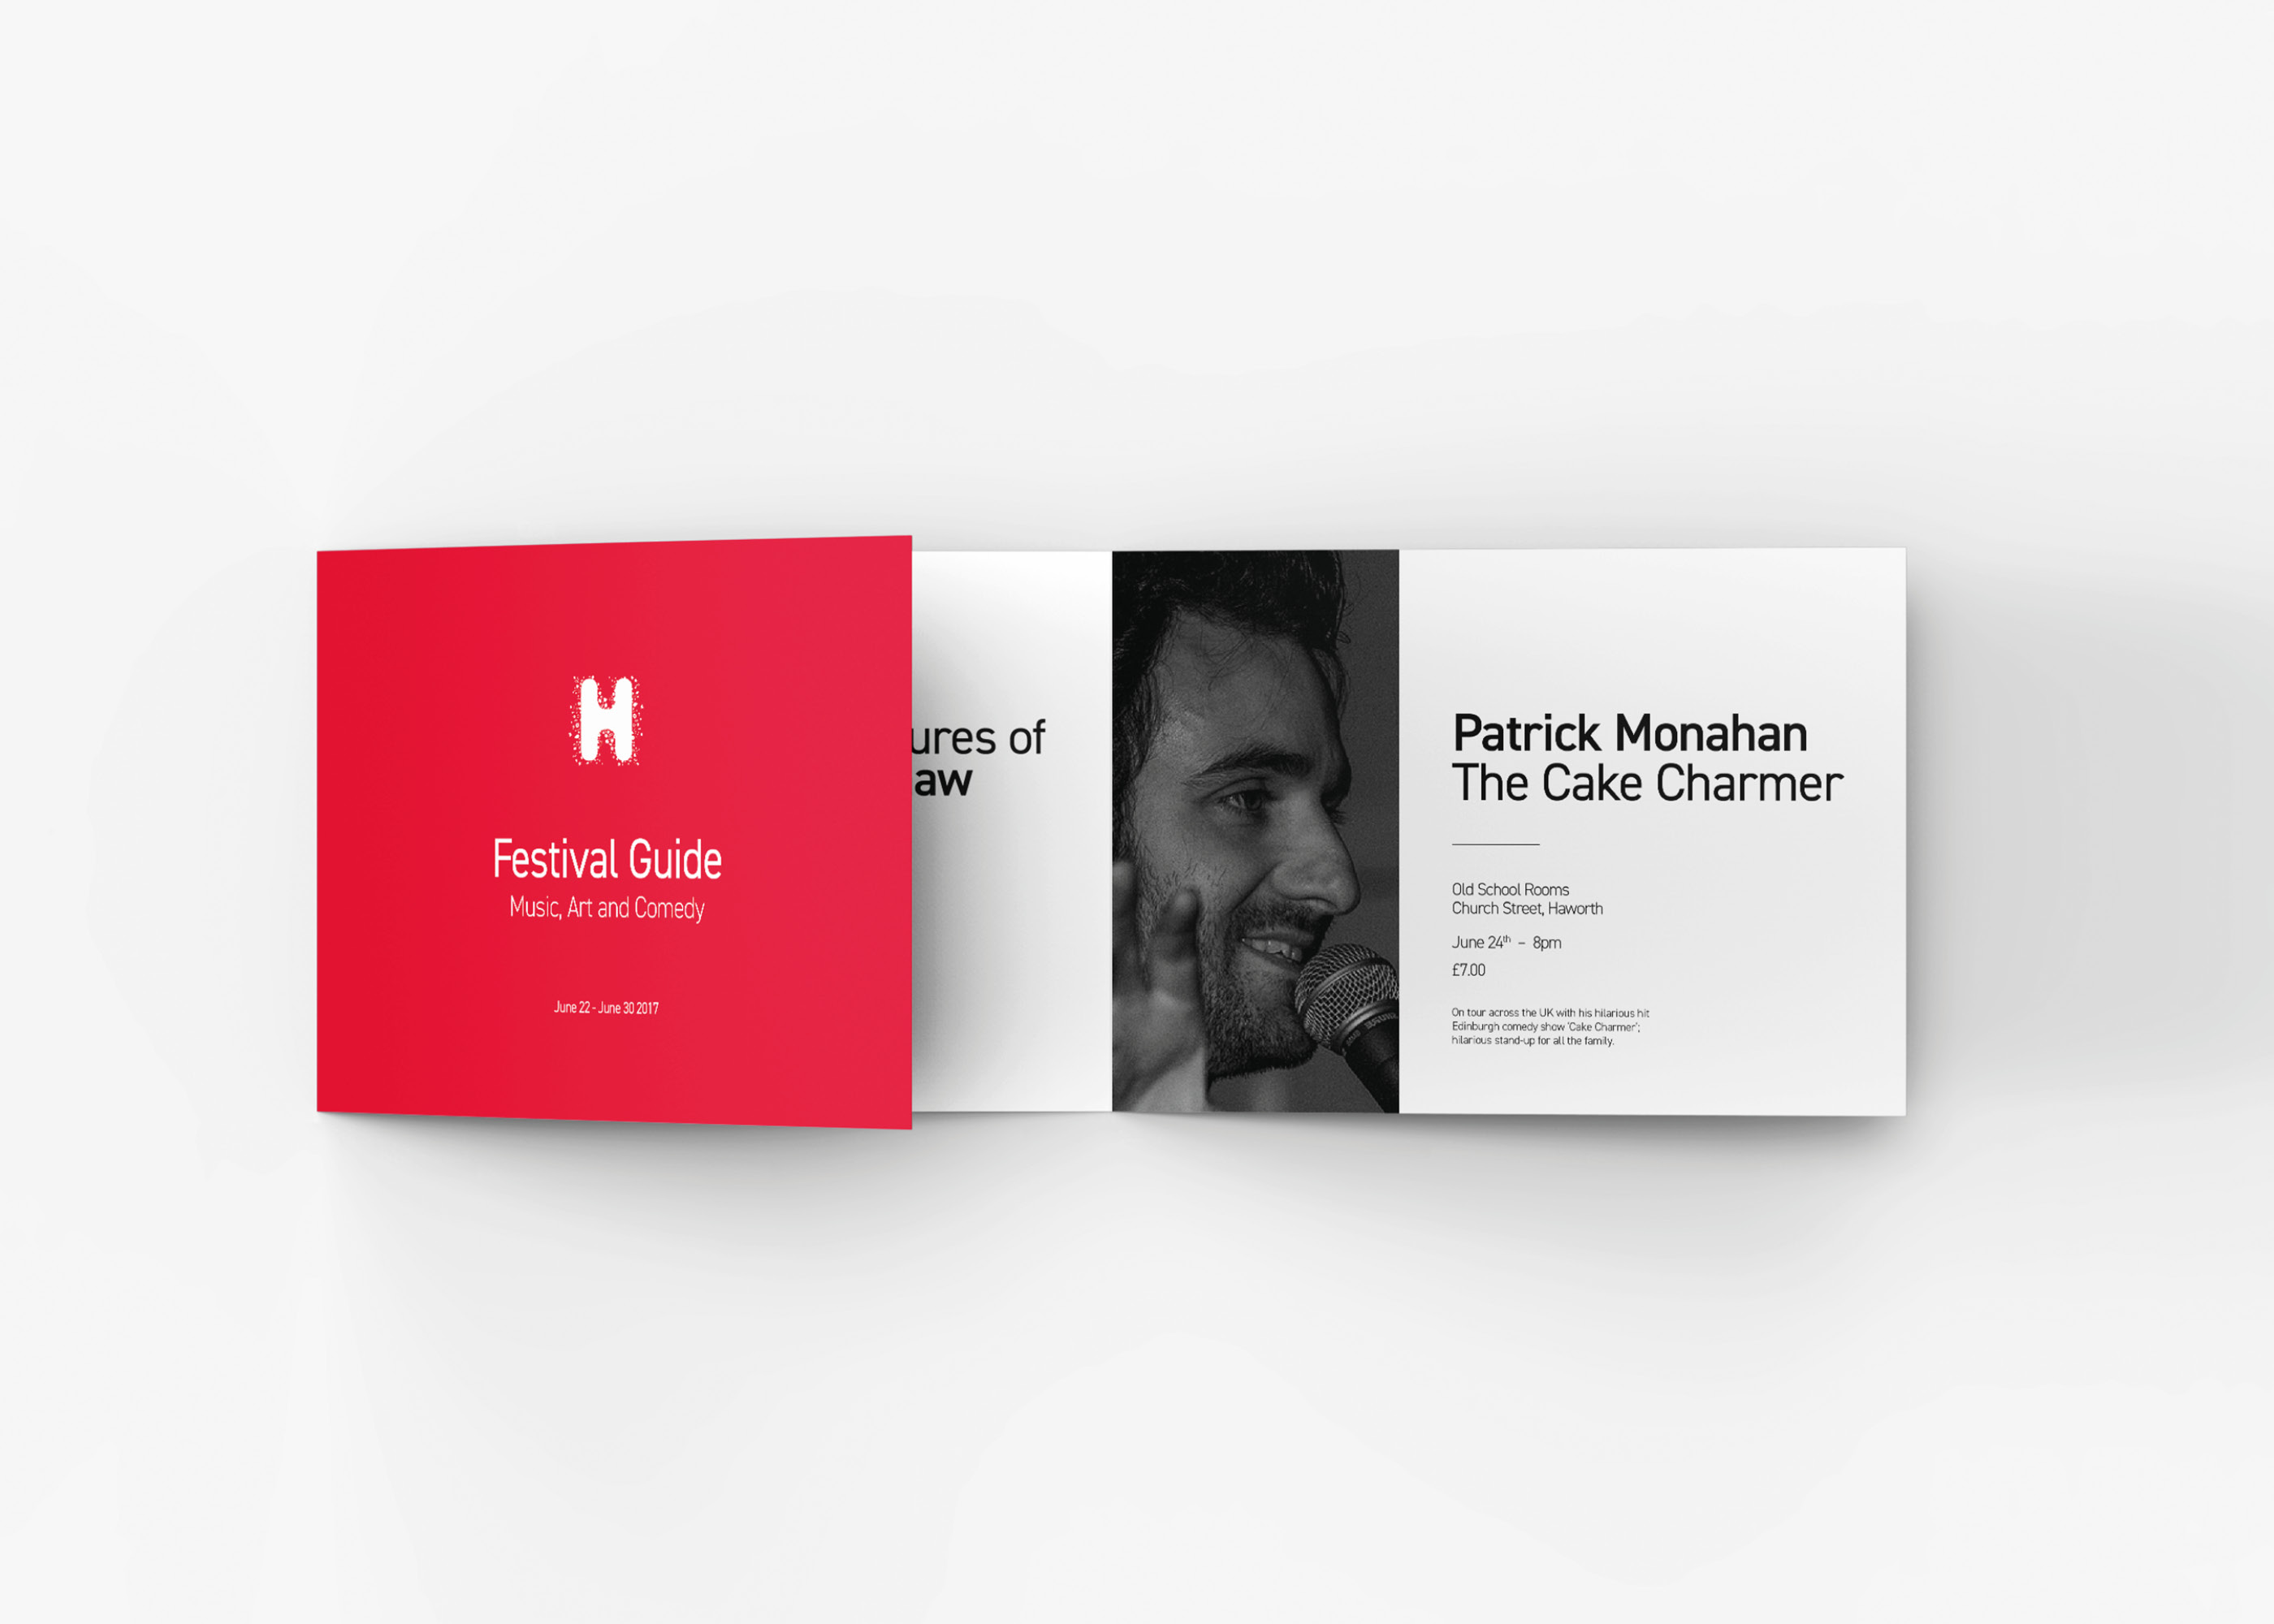 H
Festival Guide
Music, Art and Comedy
June 22 - June 30 2017
ures of
aw
Patrick Monahan
The Cake Charmer
Old School Rooms
Church Street, Haworth
June 24th – 8pm
£7.00
On tour across the UK with his hilarious hit
Edinburgh comedy show 'Cake Charmer';
hilarious stand-up for all the family.